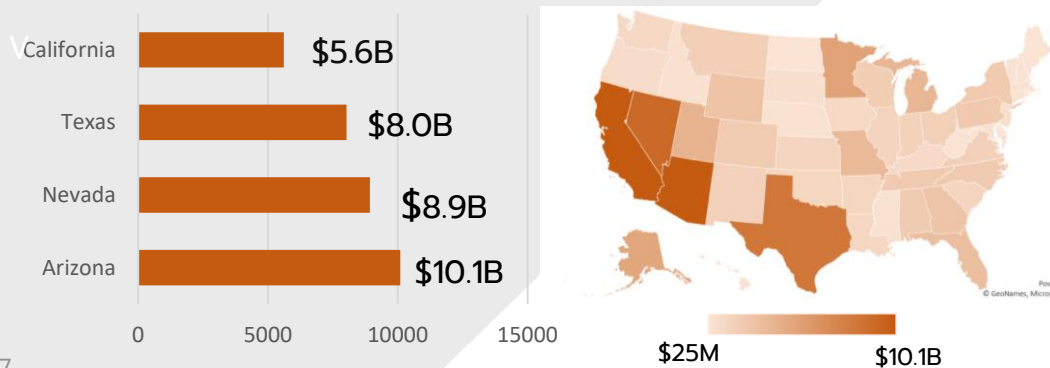 V
California
$5.6B
Texas
$8.0B
Nevada
$8.9B
Arizona
$10.1B
0 5000 10000 15000
7
© GeoNames, Micro
$25M
$10.1B